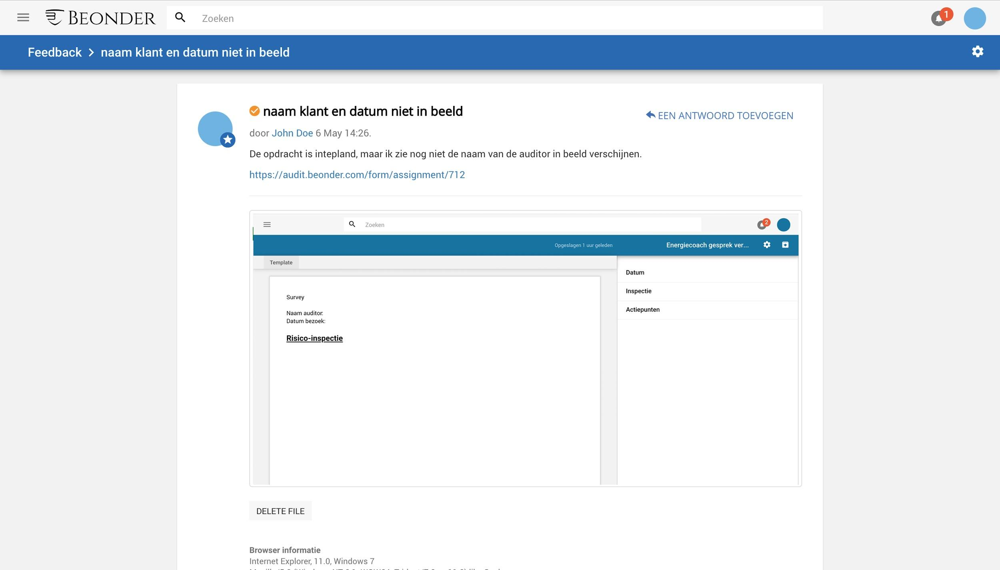 BEONDER
Zoeken
1
Feedback > naam klant en datum niet in beeld
naam klant en datum niet in beeld
EEN ANTWOORD TOEVOEGEN
door John Doe 6 May 14:26.
De opdracht is intepland, maar ik zie nog niet de naam van de auditor in beeld verschijnen.
https://audit.beonder.com/form/assignment/712
Zoeken
2
Opgeslagen 1 uur geleden
Energiecoach gesprek ver...
Template
Datum
Inspectie
Actiepunten
Survey
Naam auditor:
Datum bezoek:
Risico-inspectie
DELETE FILE
Browser informatie
Internet Explorer, 11.0, Windows 7